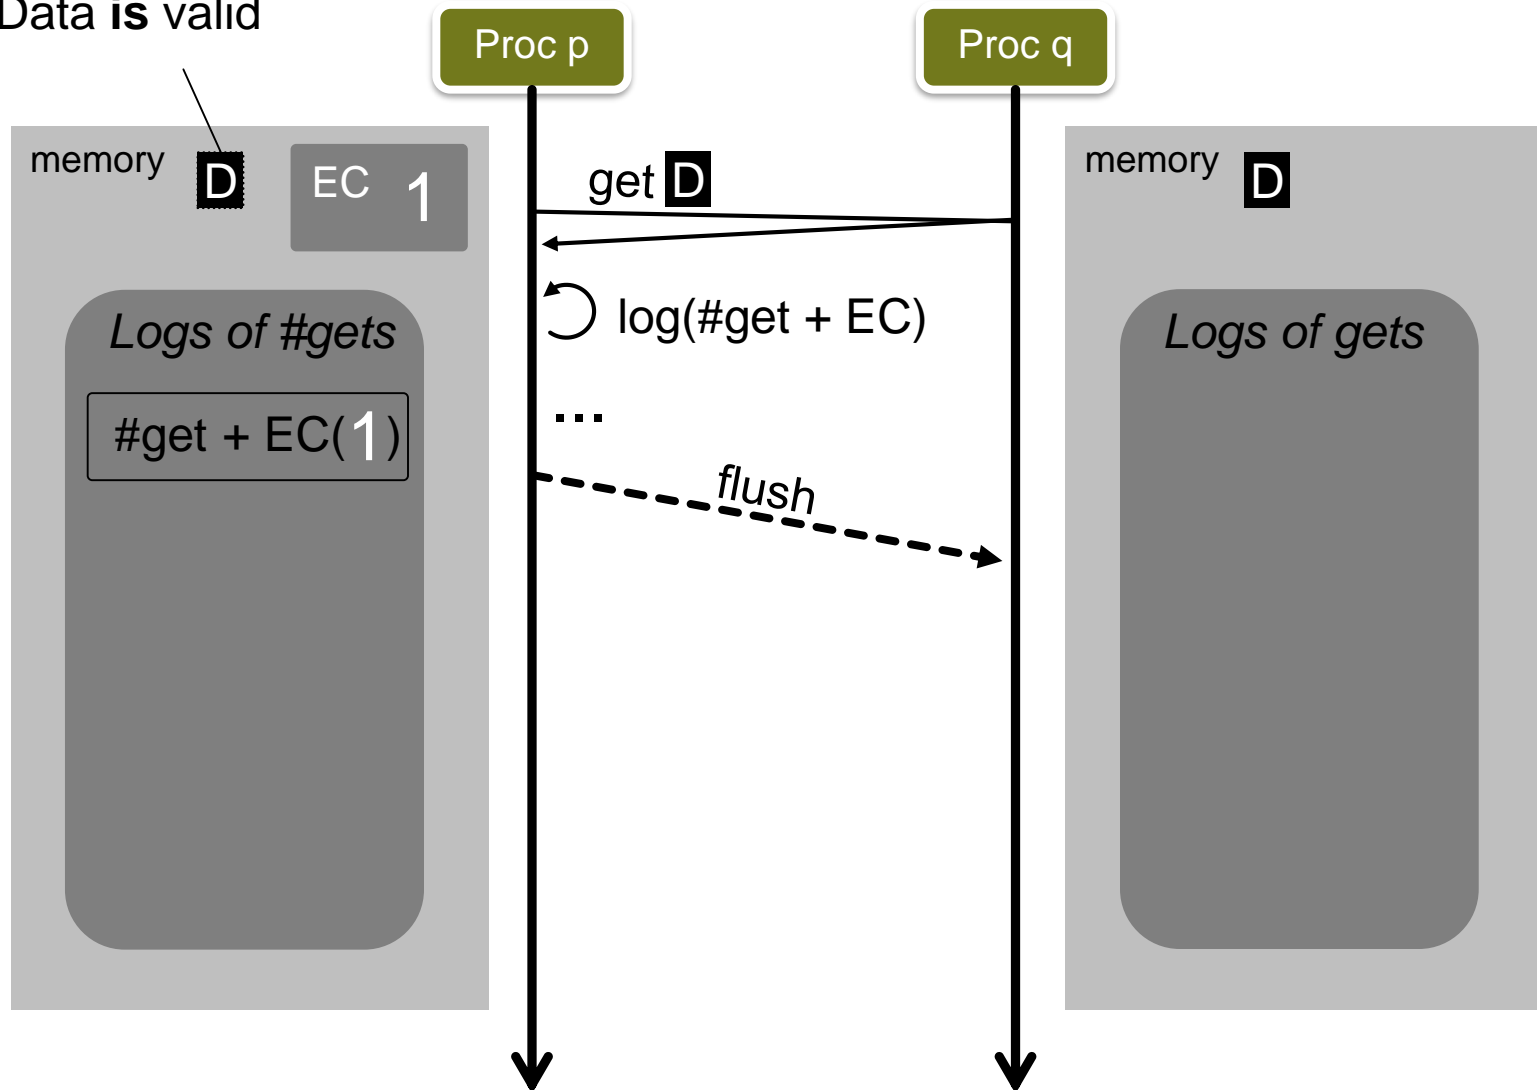 Data is valid
Proc p
Proc q
memory
D
EC 1
get D
memory
D
log(#get + EC)
Logs of #gets
Logs of gets
#get + EC(1)
...
flush